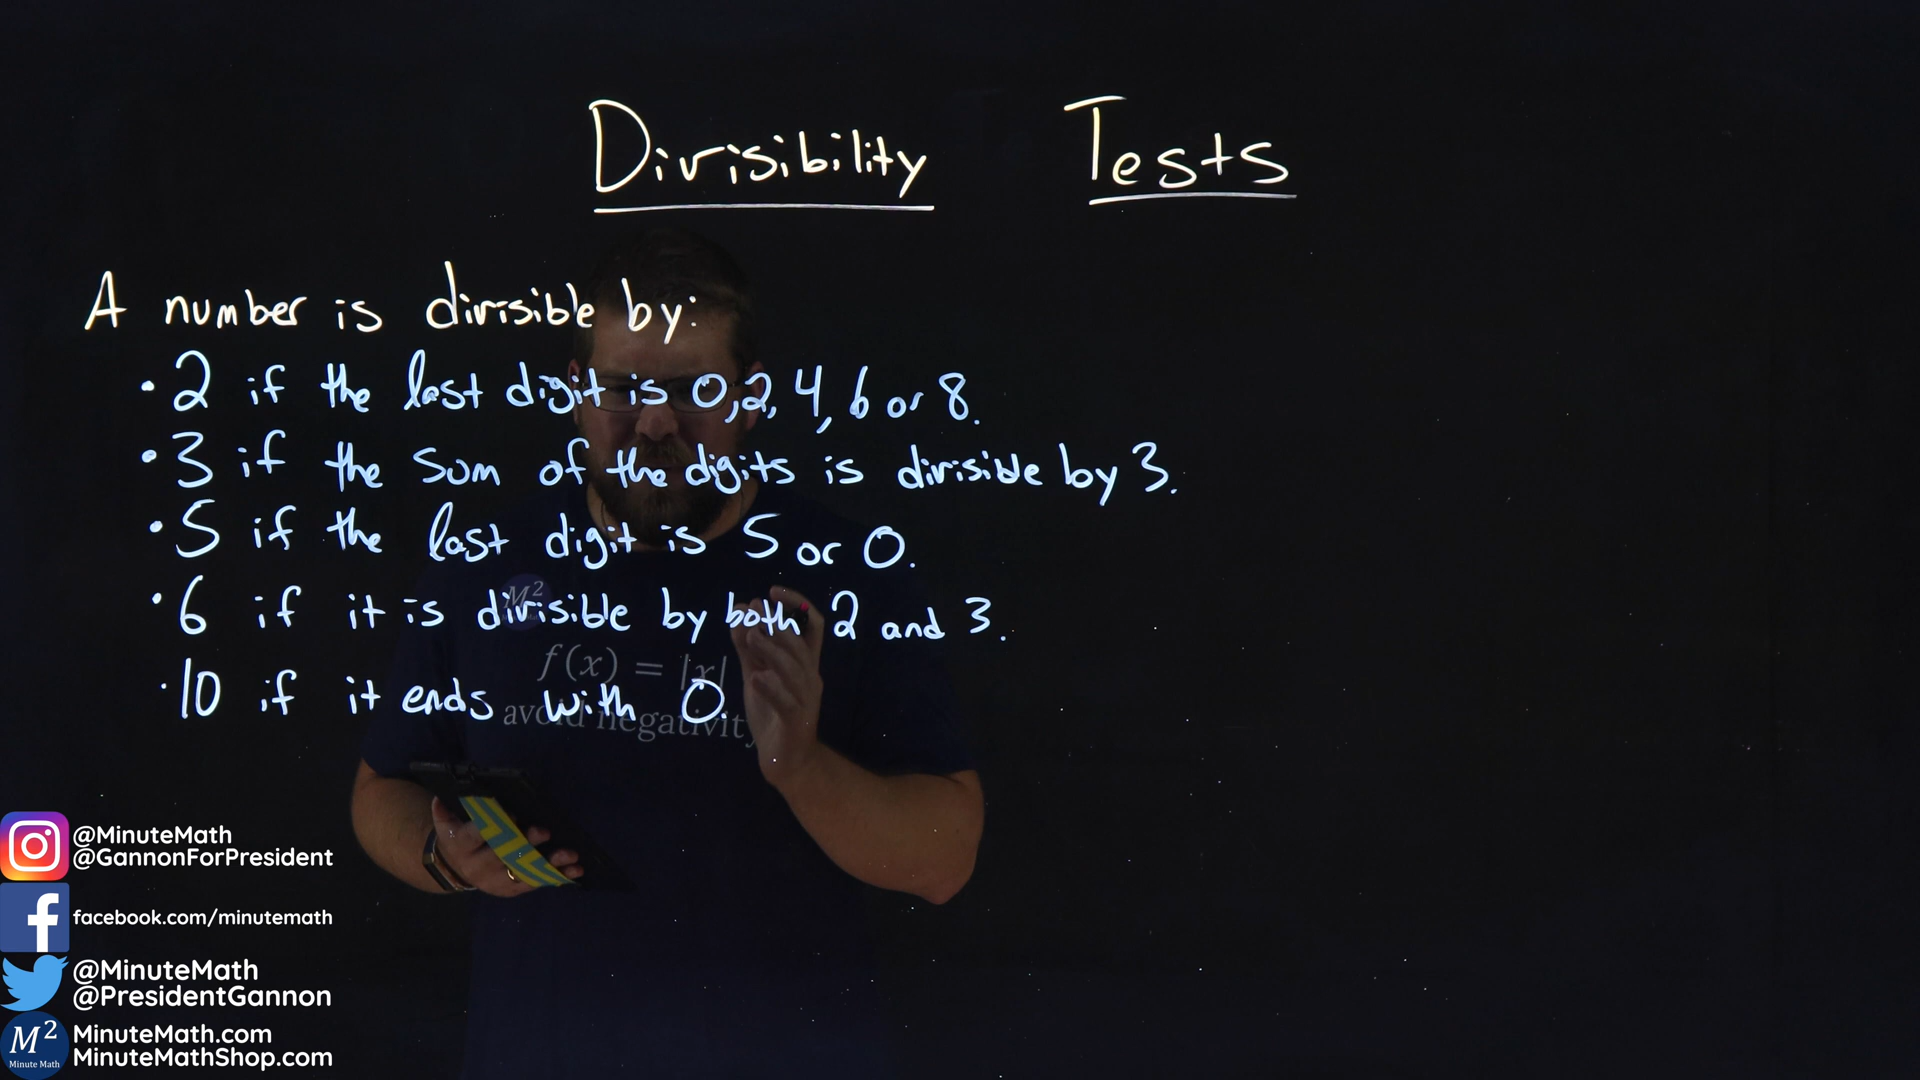 Divisibility Tests
A number is divisible by:
• 2 if the last digit is 0, 2, 4, 6 or 8.
• 3 if the sum of the digits is divisible by 3.
• 5 if the last digit is 5 or 0.
• 6 if it is divisible by both 2 and 3.
• 10 if it ends with 0.
M²
f(x) = |x|
avoid negativity
@MinuteMath
@GannonForPresident
facebook.com/minutemath
@MinuteMath
@PresidentGannon
M²
Minute Math
MinuteMath.com
MinuteMathShop.com